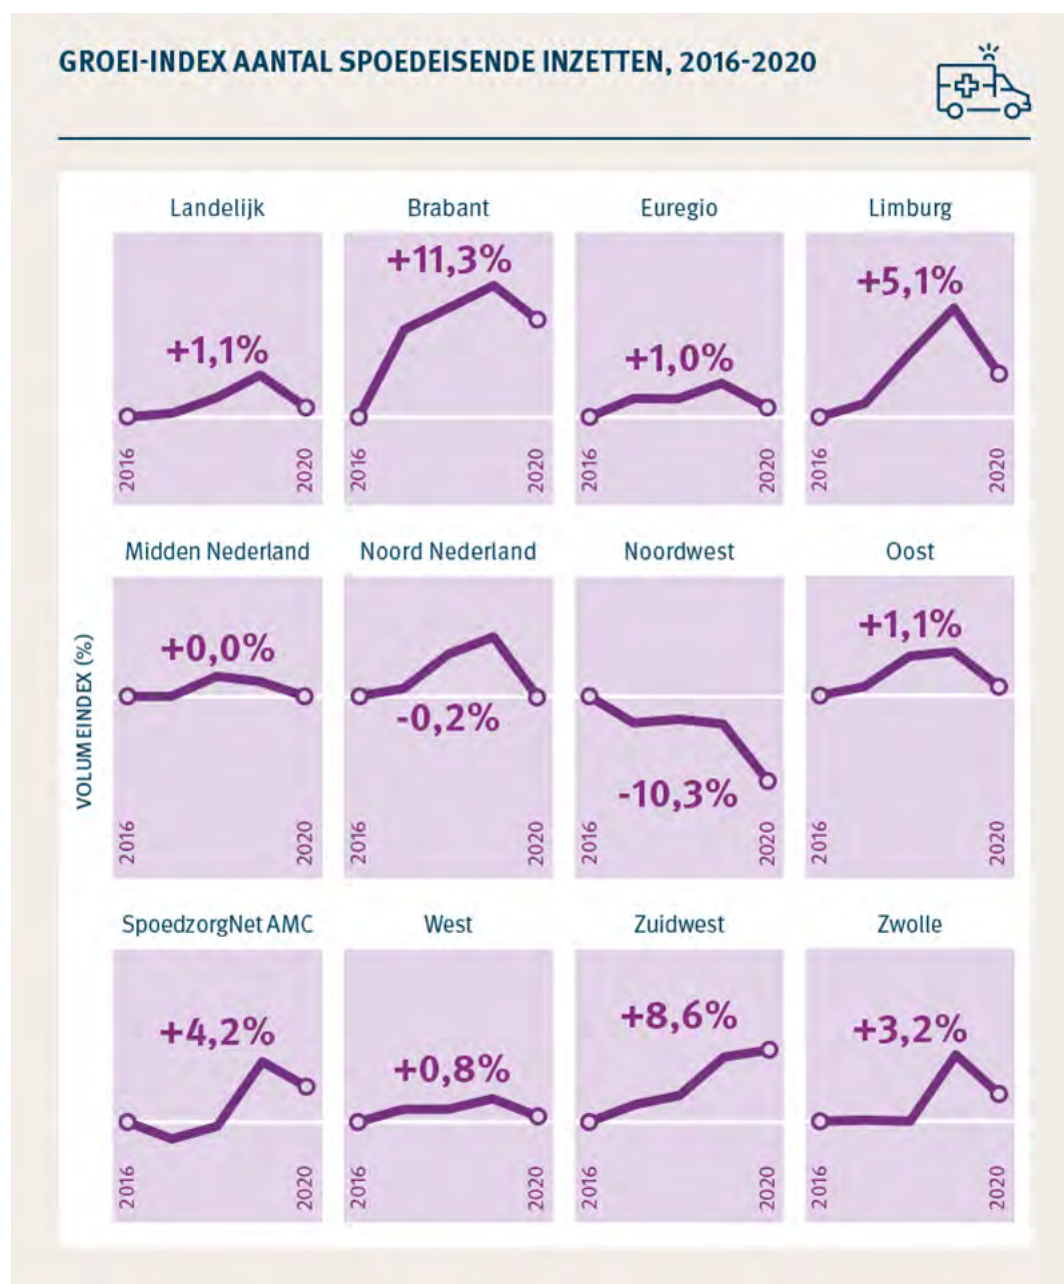 GROEI-INDEX AANTAL SPOEDEISENDE INZETTEN, 2016-2020
Landelijk
+1,1%
2016
2020
Brabant
+11,3%
2016
2020
Euregio
+1,0%
2016
2020
Limburg
+5,1%
2016
2020
VOLUMEINDEX (%)
Midden Nederland
+0,0%
2016
2020
Noord Nederland
-0,2%
2016
2020
Noordwest
-10,3%
2016
2020
Oost
+1,1%
2016
2020
SpoedzorgNet AMC
+4,2%
2016
2020
West
+0,8%
2016
2020
Zuidwest
+8,6%
2016
2020
Zwolle
+3,2%
2016
2020